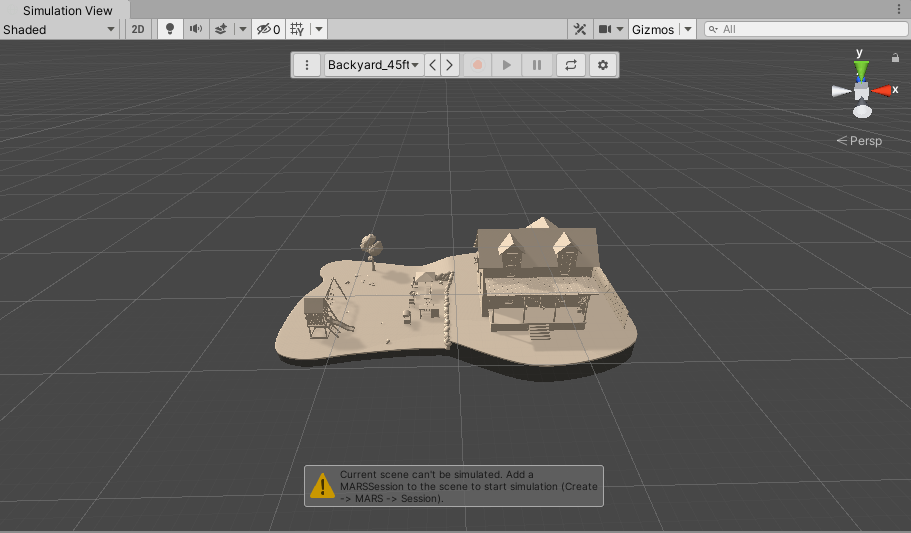 Simulation View
Shaded 2D 0 Gizmos All
Backyard_45ft
y
x
Persp
Current scene can't be simulated. Add a
MARSSession to the scene to start simulation (Create
-> MARS -> Session).